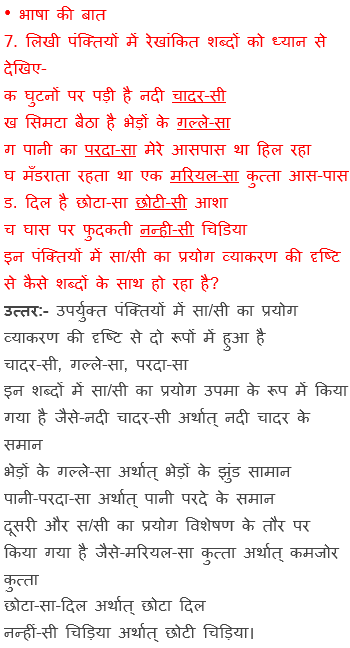 • भाषा की बात
7. लिखी पंक्तियों में रेखांकित शब्दों को ध्यान से
देखिए-
क घुटनों पर पड़ी है नदी चादर-सी
ख सिमटा बैठा है भेड़ों के गल्ले-सा
ग पानी का परदा-सा मेरे आसपास था हिल रहा
घ मँडराता रहता था एक मरियल-सा कुत्ता आस-पास
ड. दिल है छोटा-सा छोटी-सी आशा
च घास पर फुदकती नन्ही-सी चिड़िया
इन पंक्तियों में सा/सी का प्रयोग व्याकरण की दृष्टि
से कैसे शब्दों के साथ हो रहा है?
उत्तर:- उपर्युक्त पंक्तियों में सा/सी का प्रयोग
व्याकरण की दृष्टि से दो रूपों में हुआ है
चादर-सी, गल्ले-सा, परदा-सा
इन शब्दों में सा/सी का प्रयोग उपमा के रूप में किया
गया है जैसे-नदी चादर-सी अर्थात् नदी चादर के
समान
भेड़ों के गल्ले-सा अर्थात् भेड़ों के झुंड सामान
पानी-परदा-सा अर्थात् पानी परदे के समान
दूसरी और स/सी का प्रयोग विशेषण के तौर पर
किया गया है जैसे-मरियल-सा कुत्ता अर्थात् कमजोर
कुत्ता
छोटा-सा-दिल अर्थात् छोटा दिल
नन्हीं-सी चिड़िया अर्थात् छोटी चिड़िया।